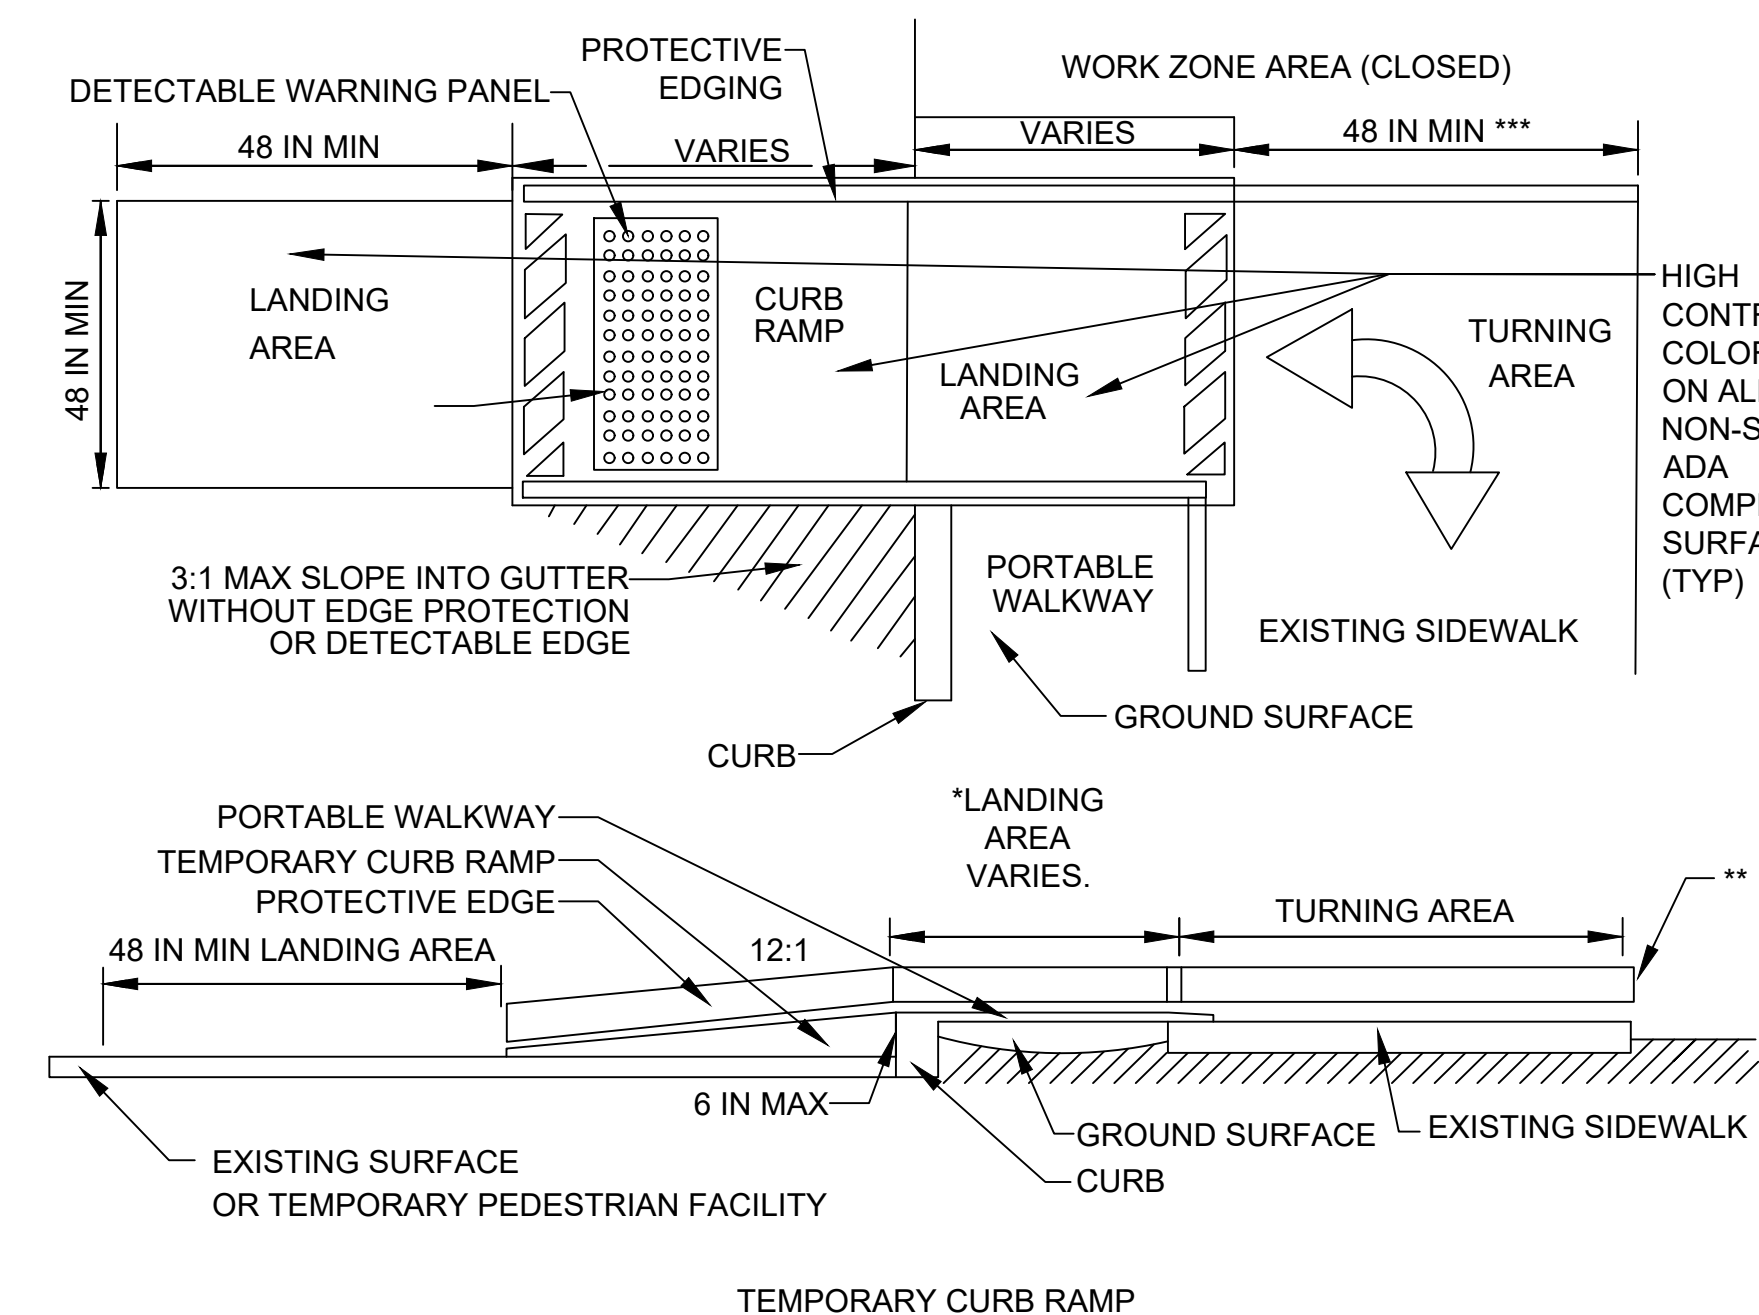 PROTECTIVE
EDGING
WORK ZONE AREA (CLOSED)
DETECTABLE WARNING PANEL
48 IN MIN
VARIES
VARIES
48 IN MIN ***
48 IN MIN
LANDING
AREA
CURB
RAMP
LANDING
AREA
TURNING
AREA
HIGH
ON
ADA
(TYP)
3:1 MAX SLOPE INTO GUTTER
WITHOUT EDGE PROTECTION
OR DETECTABLE EDGE
PORTABLE
WALKWAY
EXISTING SIDEWALK
GROUND SURFACE
CURB
*LANDING
AREA
VARIES.
PORTABLE WALKWAY
TEMPORARY CURB RAMP
PROTECTIVE EDGE
48 IN MIN LANDING AREA
12:1
TURNING AREA
**
6 IN MAX
GROUND SURFACE
EXISTING SIDEWALK
CURB
EXISTING SURFACE
OR TEMPORARY PEDESTRIAN FACILITY
TEMPORARY CURB RAMP